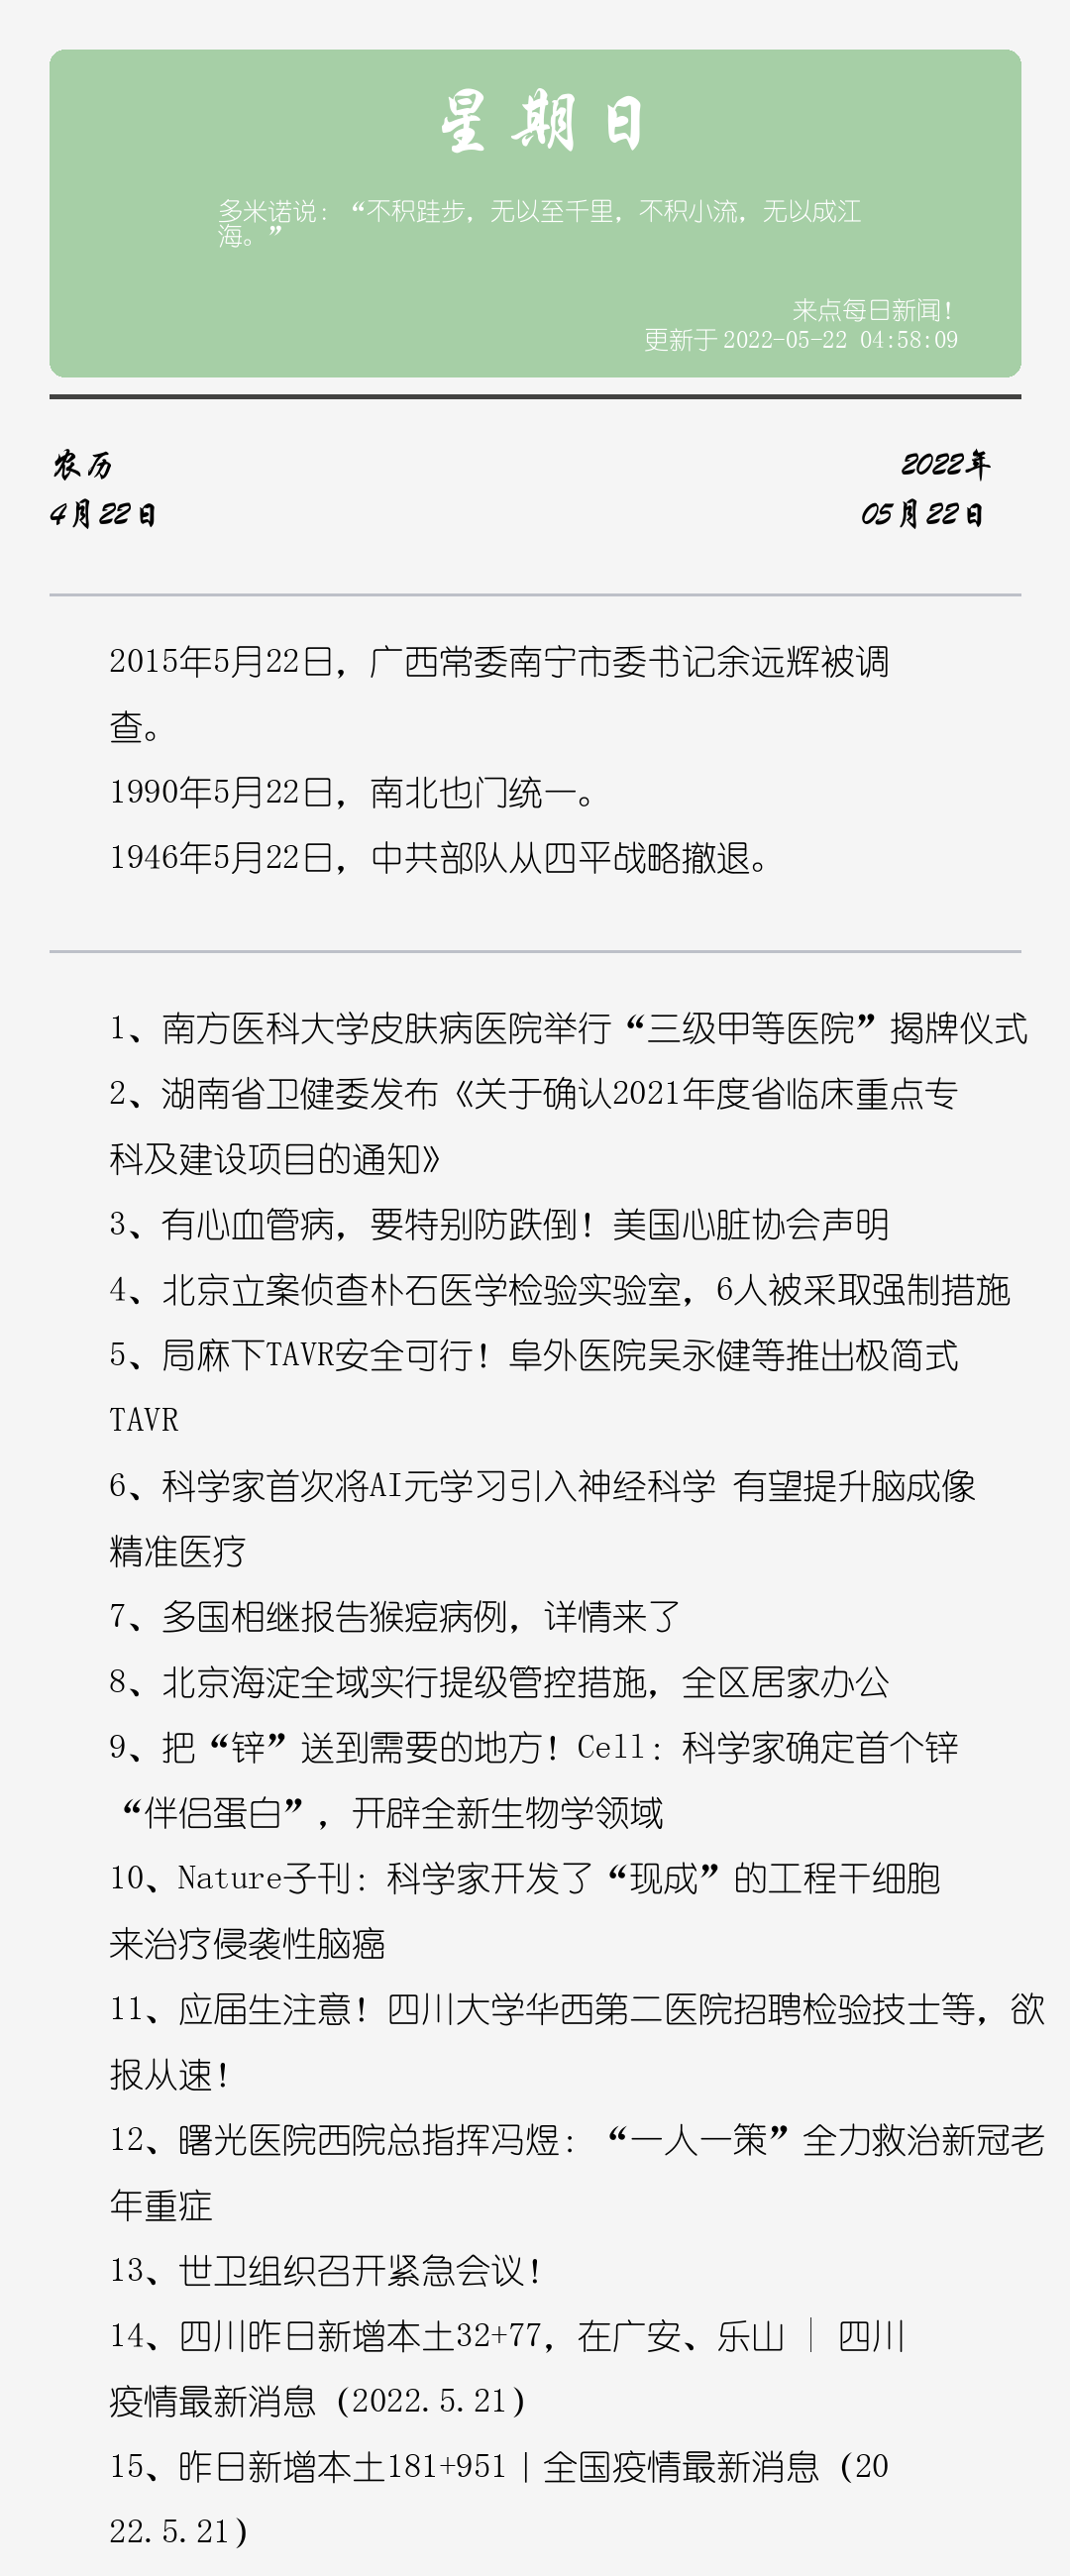 星期日
多米诺说：“不积跬步，无以至千里，不积小流，无以成江
海。”
来点每日新闻！
更新于 2022-05-22 04:58:09
农历
2022年
4月22日
05月22日
2015年5月22日，广西常委南宁市委书记余远辉被调
查。
1990年5月22日，南北也门统一。
1946年5月22日，中共部队从四平战略撤退。
1、南方医科大学皮肤病医院举行“三级甲等医院”揭牌仪式
2、湖南省卫健委发布《关于确认2021年度省临床重点专
科及建设项目的通知》
3、有心血管病，要特别防跌倒！美国心脏协会声明
4、北京立案侦查朴石医学检验实验室，6人被采取强制措施
5、局麻下TAVR安全可行！阜外医院吴永健等推出极简式
TAVR
6、科学家首次将AI元学习引入神经科学 有望提升脑成像
精准医疗
7、多国相继报告猴痘病例，详情来了
8、北京海淀全域实行提级管控措施，全区居家办公
9、把“锌”送到需要的地方！Cell：科学家确定首个锌
“伴侣蛋白”，开辟全新生物学领域
10、Nature子刊：科学家开发了“现成”的工程干细胞
来治疗侵袭性脑癌
11、应届生注意！四川大学华西第二医院招聘检验技士等，欲
报从速！
12、曙光医院西院总指挥冯煜：“一人一策”全力救治新冠老
年重症
13、世卫组织召开紧急会议！
14、四川昨日新增本土32+77，在广安、乐山 │ 四川
疫情最新消息（2022.5.21）
15、昨日新增本土181+951｜全国疫情最新消息（20
22.5.21）